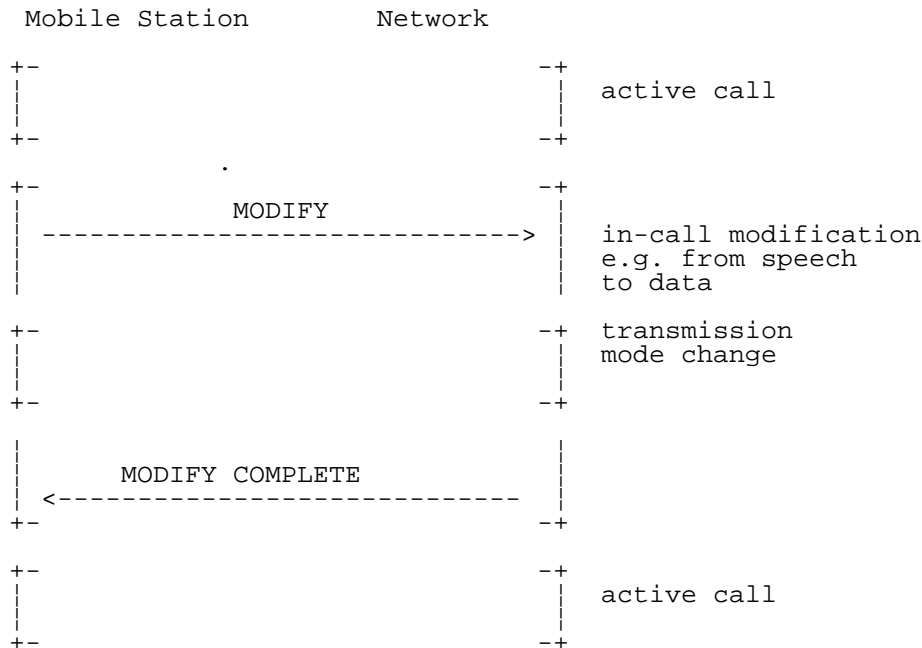 Mobile Station Network
+- -+
¦ ¦ active call
¦ ¦
+- -+
.
+- -+
¦ MODIFY ¦
¦ ------------------------------> ¦ in-call modification
¦ ¦ e.g. from speech
¦ ¦ to data
+- -+ transmission
¦ ¦ mode change
¦ ¦
+- -+
¦ ¦
¦ MODIFY COMPLETE ¦
¦ <----------------------------- ¦
+- -+
+- -+
¦ ¦ active call
¦ ¦
+- -+